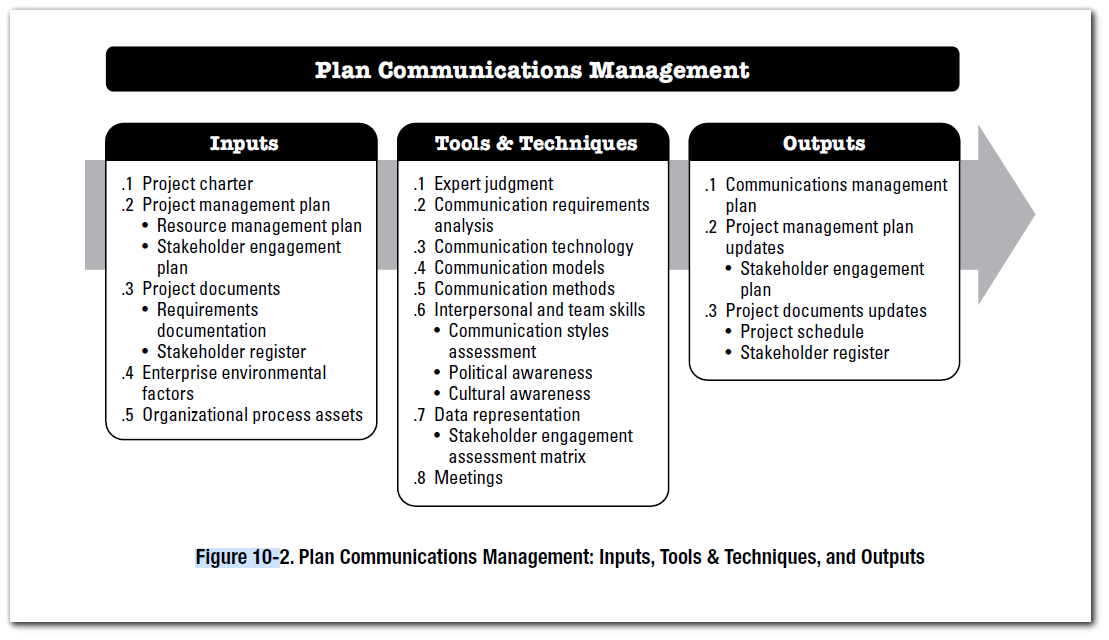 Plan Communications Management
Inputs
.1 Project charter
.2 Project management plan
• Resource management plan
• Stakeholder engagement
plan
.3 Project documents
• Requirements
documentation
• Stakeholder register
.4 Enterprise environmental
factors
.5 Organizational process assets
Tools & Techniques
.1 Expert judgment
.2 Communication requirements
analysis
.3 Communication technology
.4 Communication models
.5 Communication methods
.6 Interpersonal and team skills
• Communication styles
assessment
• Political awareness
• Cultural awareness
.7 Data representation
• Stakeholder engagement
assessment matrix
.8 Meetings
Outputs
.1 Communications management
plan
.2 Project management plan
updates
• Stakeholder engagement
plan
.3 Project documents updates
• Project schedule
• Stakeholder register
Figure 10-2. Plan Communications Management: Inputs, Tools & Techniques, and Outputs